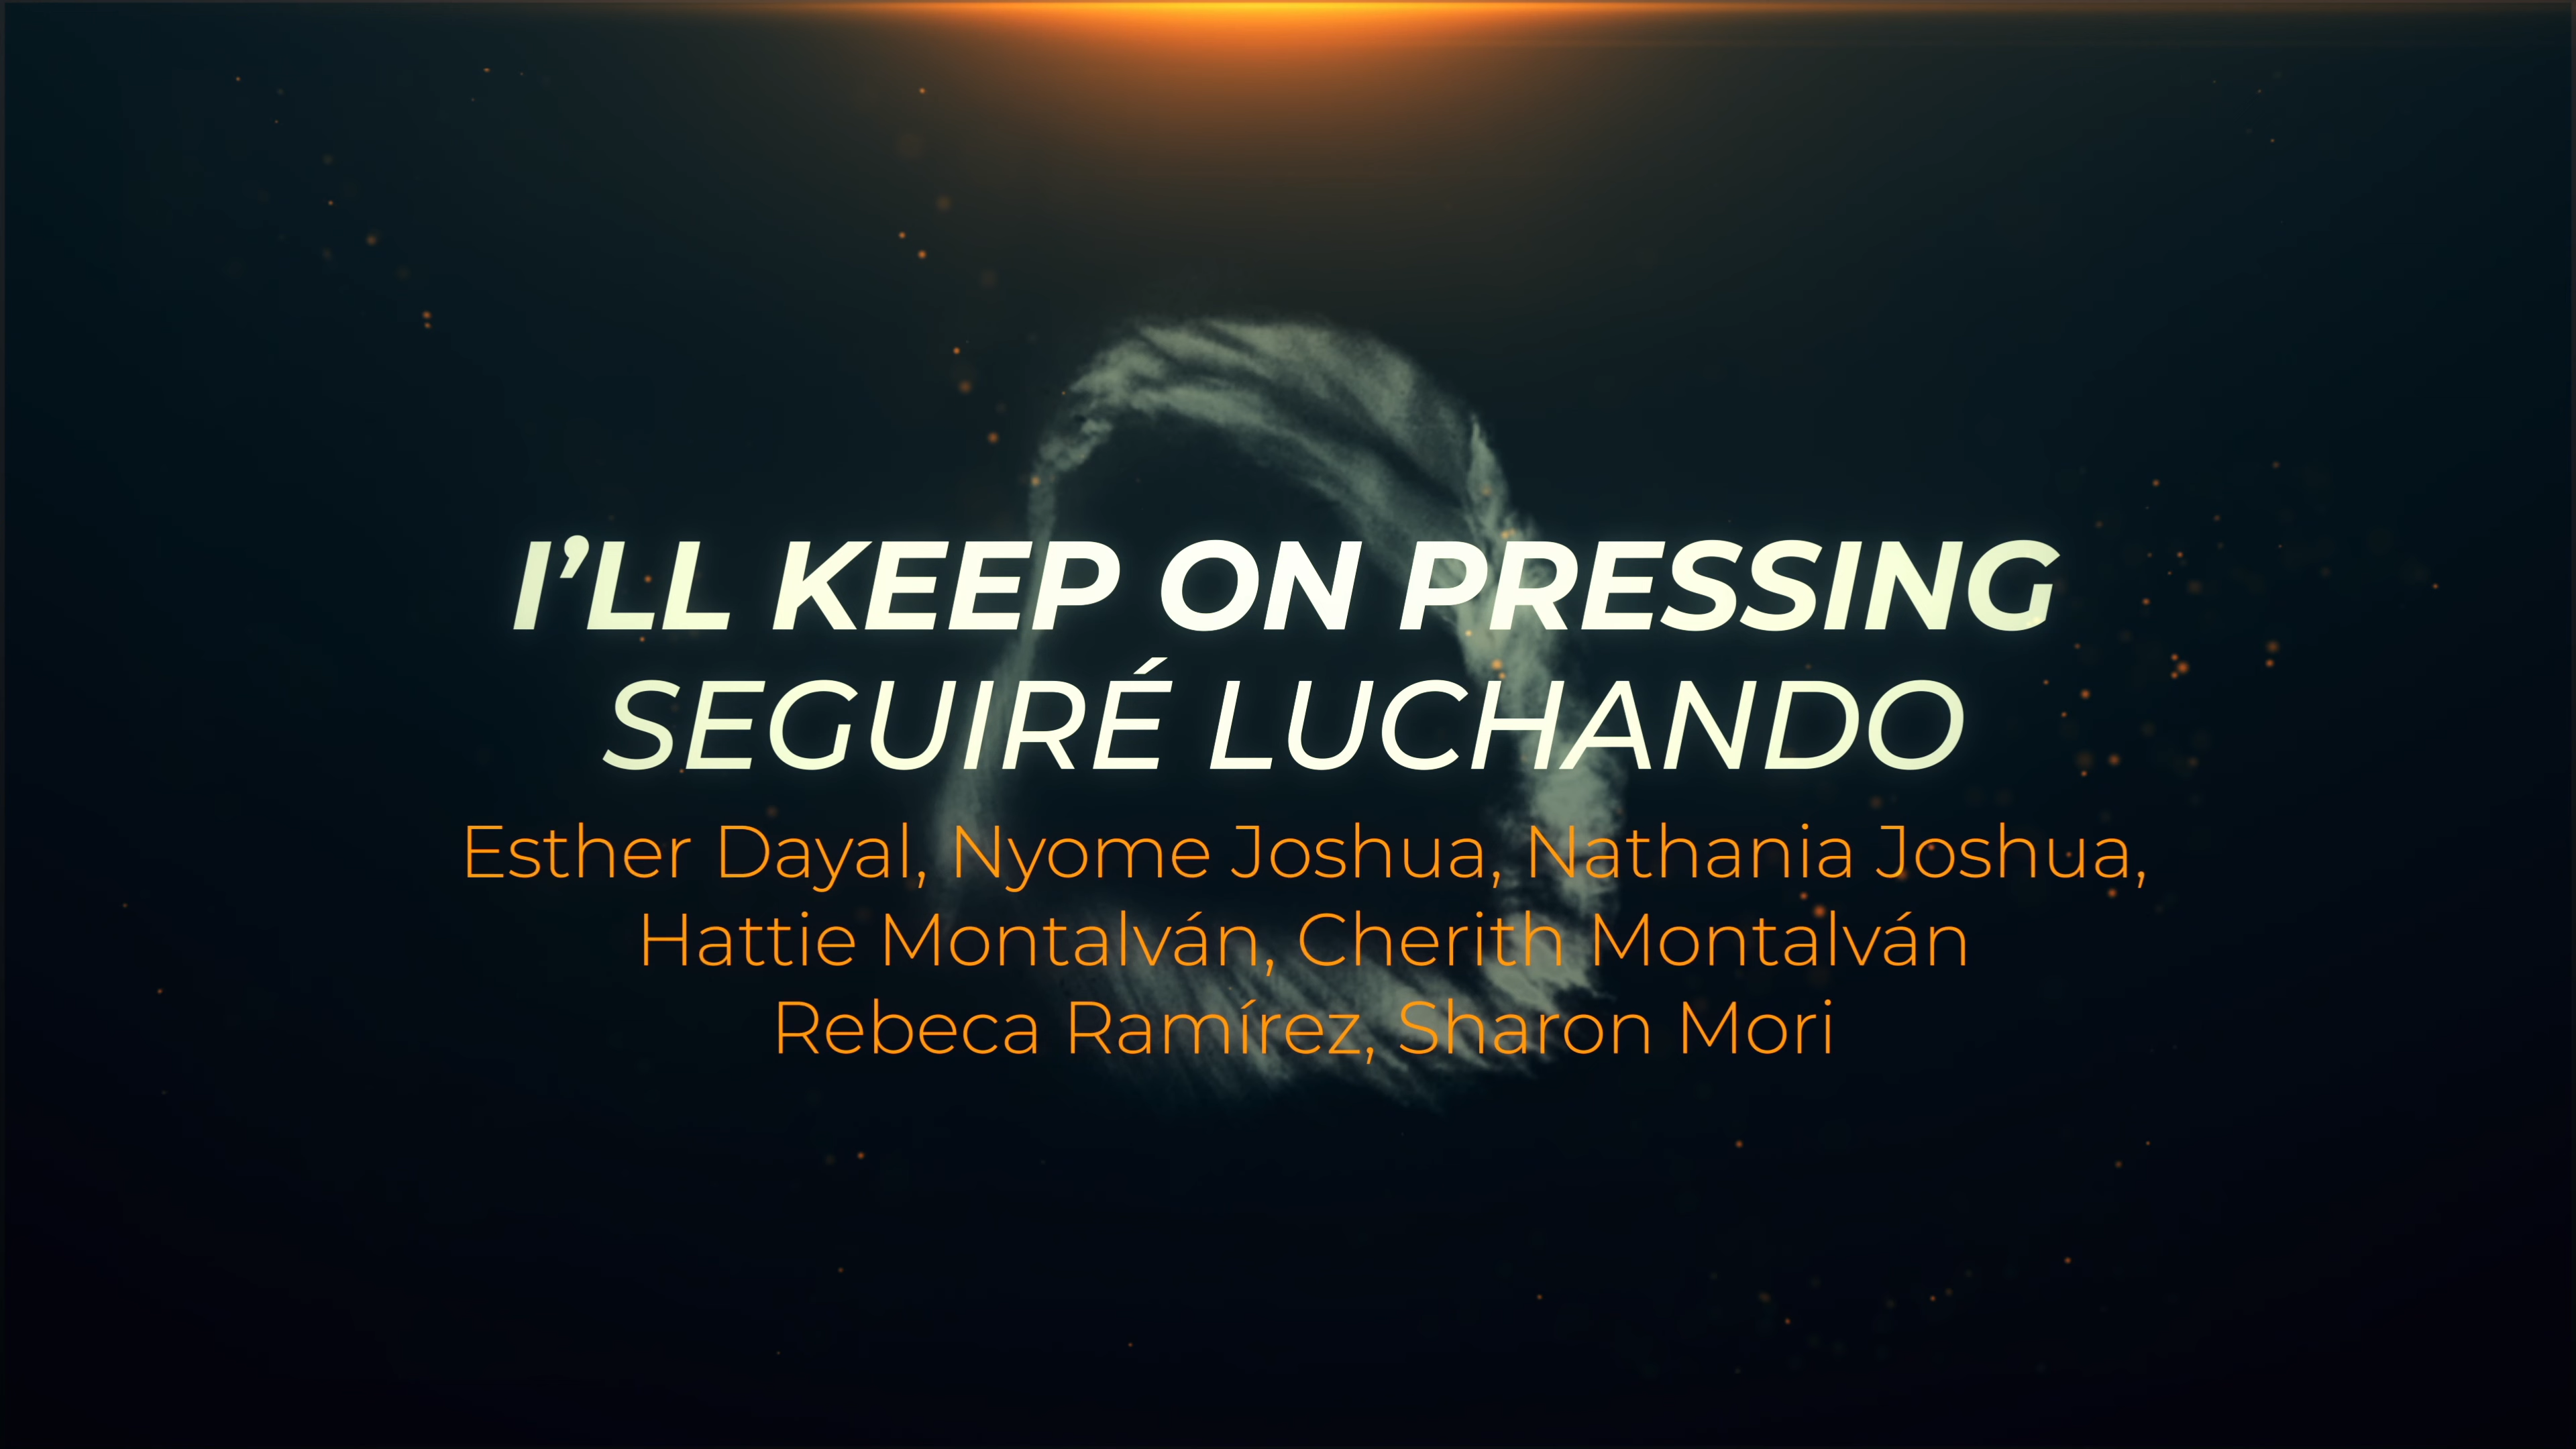 I’LL KEEP ON PRESSING
SEGUIRÉ LUCHANDO
Esther Dayal, Nyome Joshua, Nathania Joshua,
Hattie Montalván, Cherith Montalván
Rebeca Ramírez, Sharon Mori